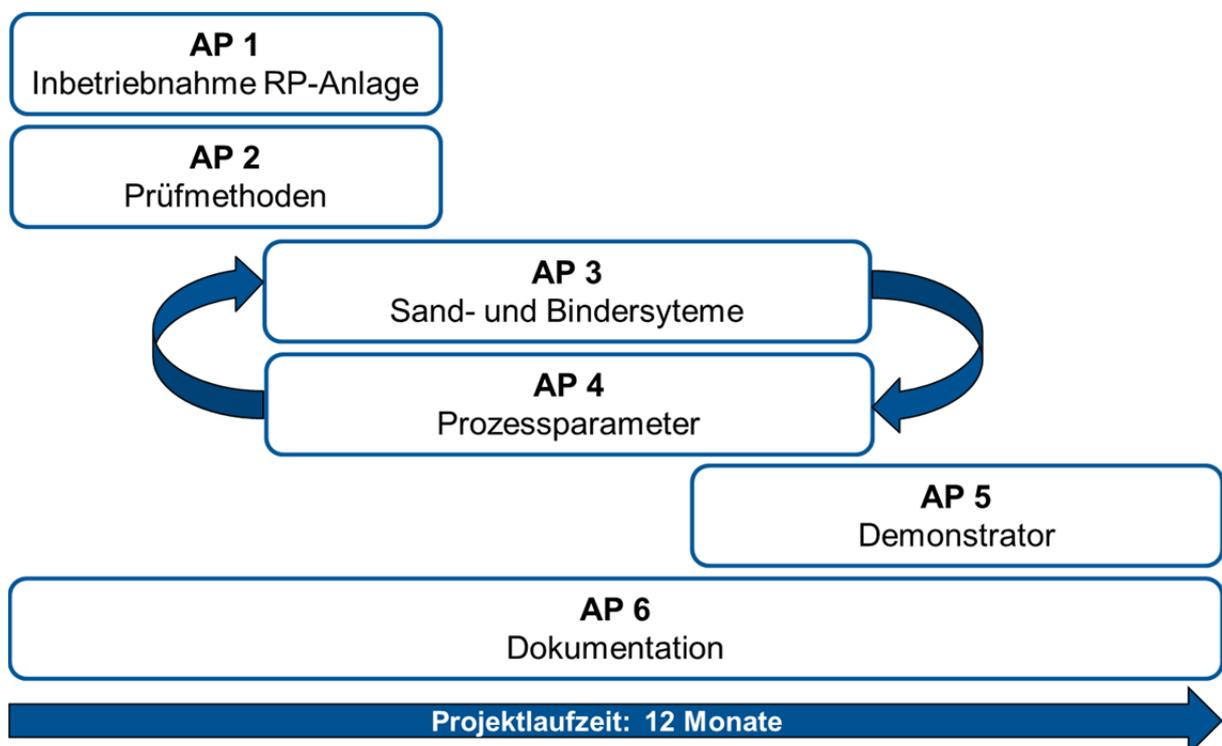 AP 1
Inbetriebnahme RP-Anlage
AP 2
Prüfmethoden
AP 3
Sand- und Bindersyteme
AP 4
Prozessparameter
AP 5
Demonstrator
AP 6
Dokumentation
Projektlaufzeit: 12 Monate